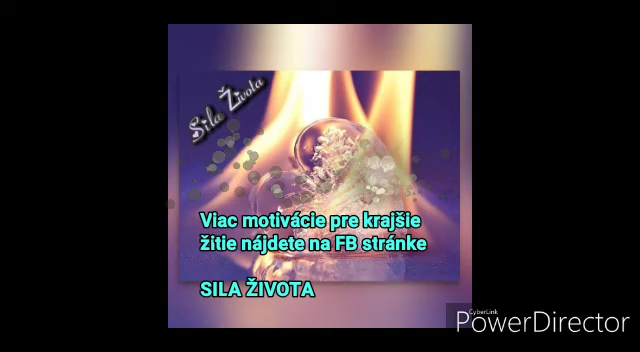 Sila Života
Viac motivácie pre krajšie
žitie nájdete na FB stránke
SILA ŽIVOTA
CyberLink
PowerDirector